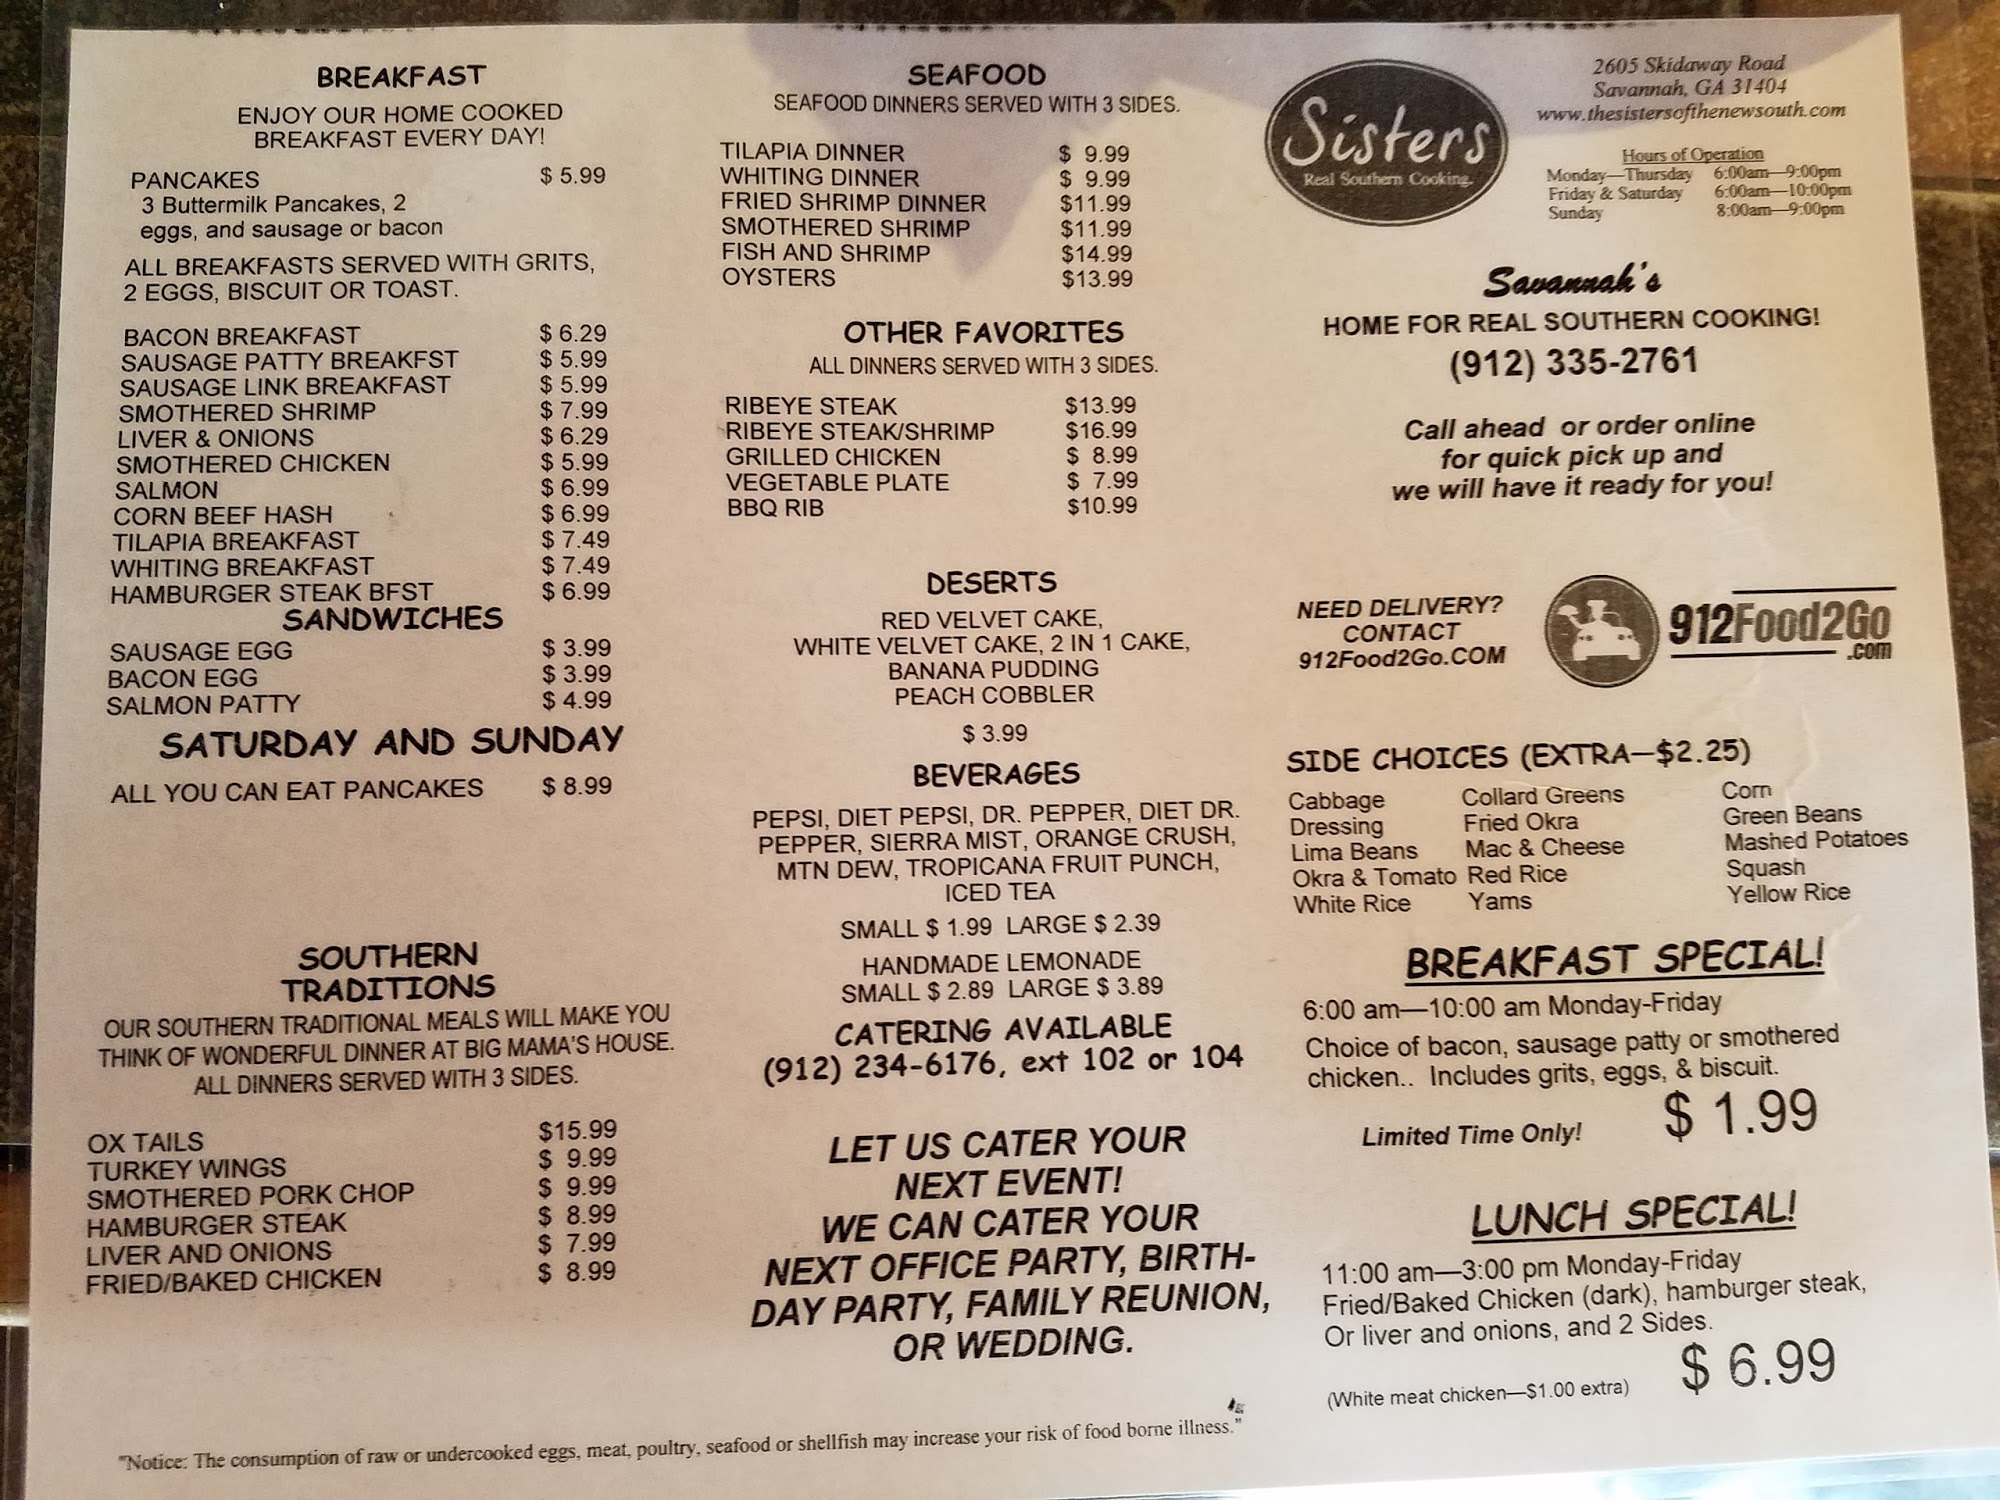 BREAKFAST
ENJOY OUR HOME COOKED
BREAKFAST EVERY DAY!
PANCAKES $ 5.99
3 Buttermilk Pancakes, 2
eggs, and sausage or bacon
ALL BREAKFASTS SERVED WITH GRITS,
2 EGGS, BISCUIT OR TOAST.
BACON BREAKFAST $ 6.29
SAUSAGE PATTY BREAKFST $ 5.99
SAUSAGE LINK BREAKFAST $ 5.99
SMOTHERED SHRIMP $ 7.99
LIVER & ONIONS $ 6.29
SMOTHERED CHICKEN $ 5.99
SALMON $ 6.99
CORN BEEF HASH $ 6.99
TILAPIA BREAKFAST $ 7.49
WHITING BREAKFAST $ 7.49
HAMBURGER STEAK BFST $ 6.99
SANDWICHES
SAUSAGE EGG $ 3.99
BACON EGG $ 3.99
SALMON PATTY $ 4.99
SATURDAY AND SUNDAY
ALL YOU CAN EAT PANCAKES $ 8.99
SOUTHERN
TRADITIONS
OUR SOUTHERN TRADITIONAL MEALS WILL MAKE YOU
THINK OF WONDERFUL DINNER AT BIG MAMA'S HOUSE.
ALL DINNERS SERVED WITH 3 SIDES.
OX TAILS $15.99
TURKEY WINGS $ 9.99
SMOTHERED PORK CHOP $ 9.99
HAMBURGER STEAK $ 8.99
LIVER AND ONIONS $ 7.99
FRIED/BAKED CHICKEN $ 8.99
SEAFOOD
SEAFOOD DINNERS SERVED WITH 3 SIDES.
TILAPIA DINNER $ 9.99
WHITING DINNER $ 9.99
FRIED SHRIMP DINNER $11.99
SMOTHERED SHRIMP $11.99
FISH AND SHRIMP $14.99
OYSTERS $13.99
OTHER FAVORITES
ALL DINNERS SERVED WITH 3 SIDES.
RIBEYE STEAK $13.99
RIBEYE STEAK/SHRIMP $16.99
GRILLED CHICKEN $ 8.99
VEGETABLE PLATE $ 7.99
BBQ RIB $10.99
DESERTS
RED VELVET CAKE,
WHITE VELVET CAKE, 2 IN 1 CAKE,
BANANA PUDDING
PEACH COBBLER
$ 3.99
BEVERAGES
PEPSI, DIET PEPSI, DR. PEPPER, DIET DR.
PEPPER, SIERRA MIST, ORANGE CRUSH,
MTN DEW, TROPICANA FRUIT PUNCH,
ICED TEA
SMALL $ 1.99 LARGE $ 2.39
HANDMADE LEMONADE
SMALL $ 2.89 LARGE $ 3.89
CATERING AVAILABLE
(912) 234-6176, ext 102 or 104
LET US CATER YOUR
NEXT EVENT!
WE CAN CATER YOUR
NEXT OFFICE PARTY, BIRTH-
DAY PARTY, FAMILY REUNION,
OR WEDDING.
Sisters
Real Southern Cooking
2605 Skidaway Road
Savannah, GA 31404
www.thesistersofthenewsouth.com
Hours of Operation
Monday—Thursday 6:00am—9:00pm
Friday & Saturday 6:00am—10:00pm
Sunday 8:00am—9:00pm
Savannah's
HOME FOR REAL SOUTHERN COOKING!
(912) 335-2761
Call ahead or order online
for quick pick up and
we will have it ready for you!
NEED DELIVERY?
CONTACT
912Food2Go.COM
912Food2Go
.com
SIDE CHOICES (EXTRA—$2.25)
Cabbage Collard Greens Corn
Dressing Fried Okra Green Beans
Lima Beans Mac & Cheese Mashed Potatoes
Okra & Tomato Red Rice Squash
White Rice Yams Yellow Rice
BREAKFAST SPECIAL!
6:00 am—10:00 am Monday-Friday
Choice of bacon, sausage patty or smothered
chicken.. Includes grits, eggs, & biscuit.
Limited Time Only! $ 1.99
LUNCH SPECIAL!
11:00 am—3:00 pm Monday-Friday
Fried/Baked Chicken (dark), hamburger steak,
Or liver and onions, and 2 Sides.
(White meat chicken—$1.00 extra) $ 6.99
"Notice: The consumption of raw or undercooked eggs, meat, poultry, seafood or shellfish may increase your risk of food borne illness."